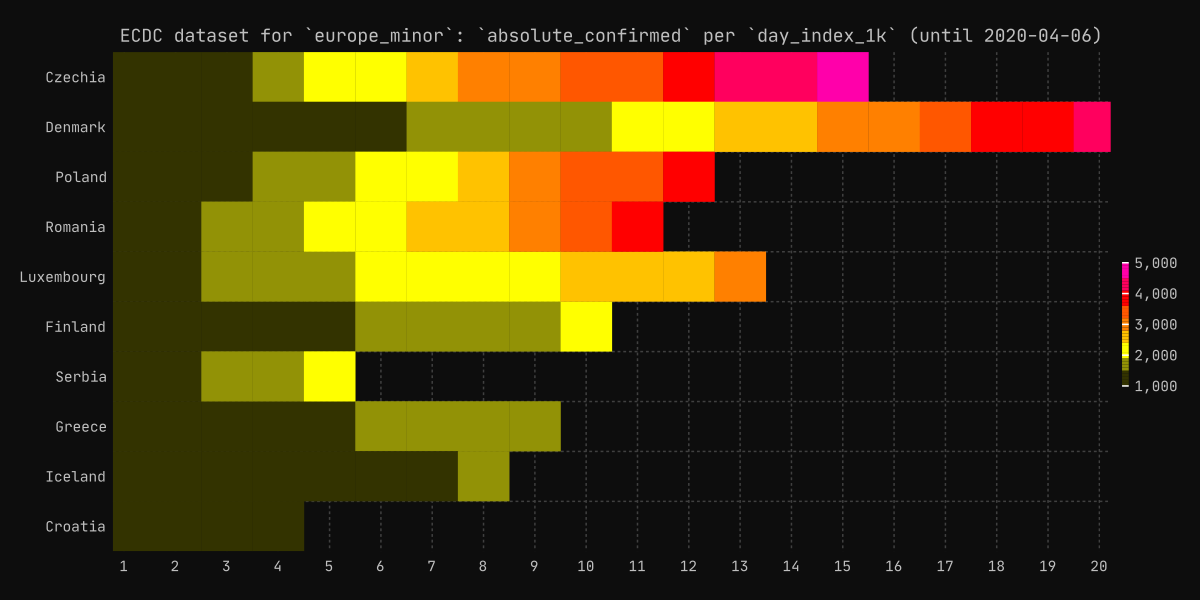 ECDC dataset for `europe_minor`: `absolute_confirmed` per `day_index_1k` (until 2020-04-06)
Czechia
Denmark
Poland
Romania
Luxembourg
Finland
Serbia
Greece
Iceland
Croatia
1 2 3 4 5 6 7 8 9 10 11 12 13 14 15 16 17 18 19 20
5,000
4,000
3,000
2,000
1,000